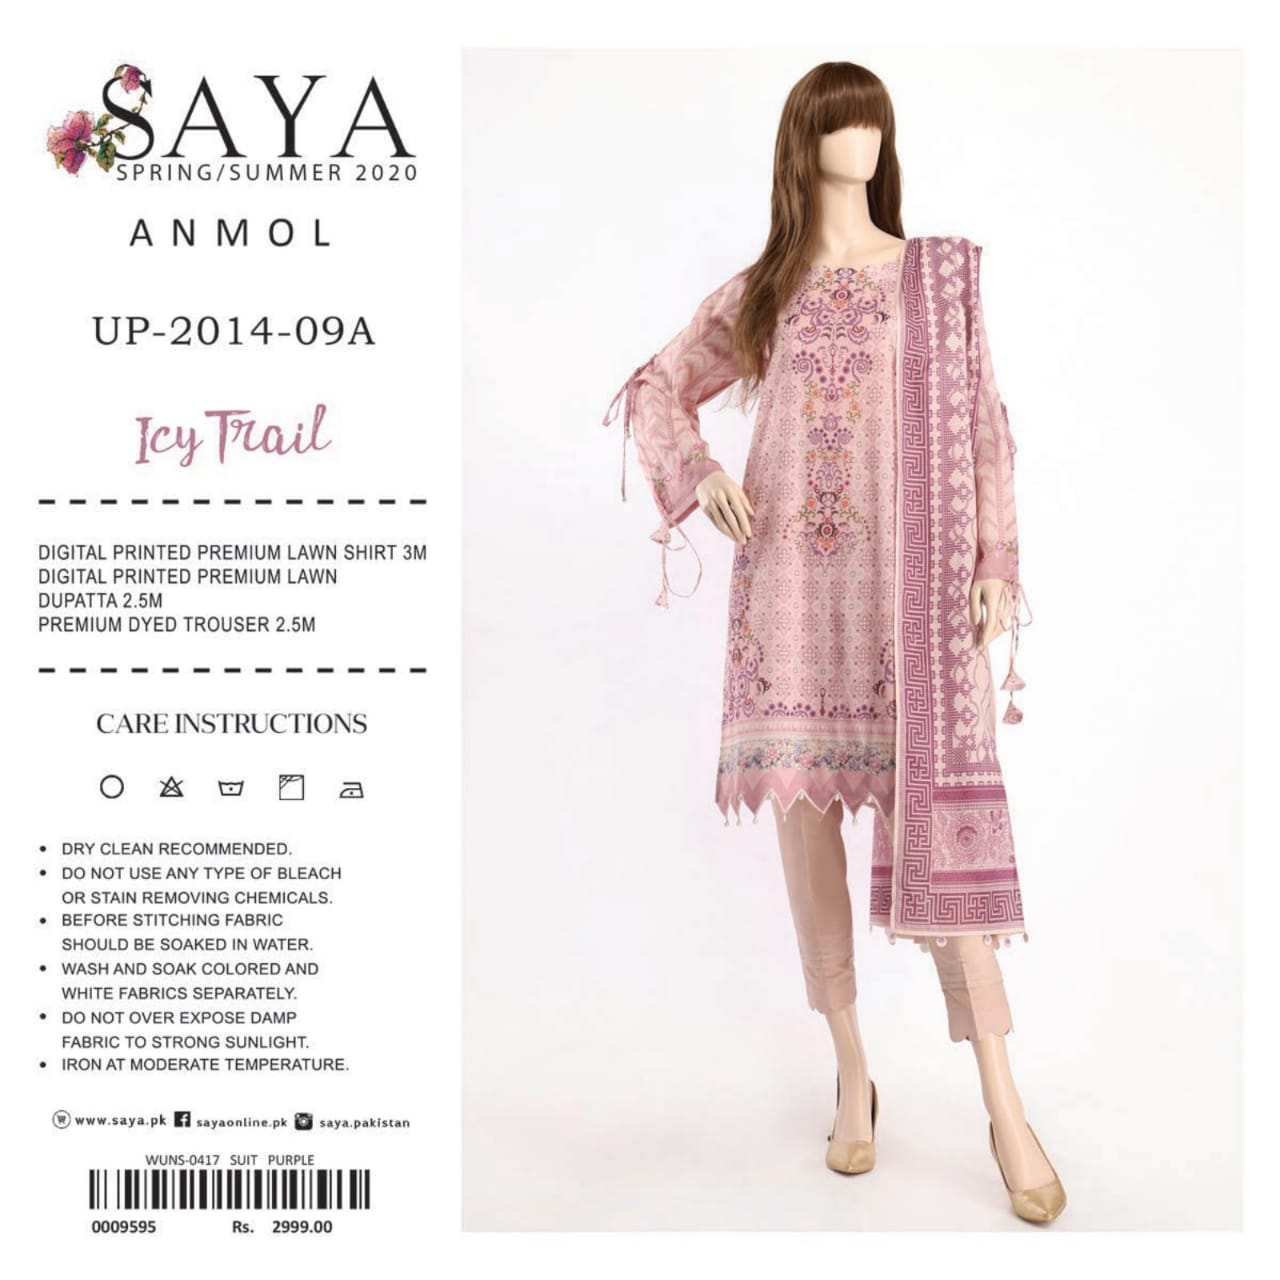 SAYA
SPRING/SUMMER 2020
ANMOL
UP-2014-09A
Icy Trail
DIGITAL PRINTED PREMIUM LAWN SHIRT 3M
DIGITAL PRINTED PREMIUM LAWN
DUPATTA 2.5M
PREMIUM DYED TROUSER 2.5M
CARE INSTRUCTIONS
• DRY CLEAN RECOMMENDED.
• DO NOT USE ANY TYPE OF BLEACH
OR STAIN REMOVING CHEMICALS.
• BEFORE STITCHING FABRIC
SHOULD BE SOAKED IN WATER.
• WASH AND SOAK COLORED AND
WHITE FABRICS SEPARATELY.
• DO NOT OVER EXPOSE DAMP
FABRIC TO STRONG SUNLIGHT.
• IRON AT MODERATE TEMPERATURE.
www.saya.pk sayaonline.pk saya.pakistan
WUNS-0417 SUIT PURPLE
0009595 Rs. 2999.00